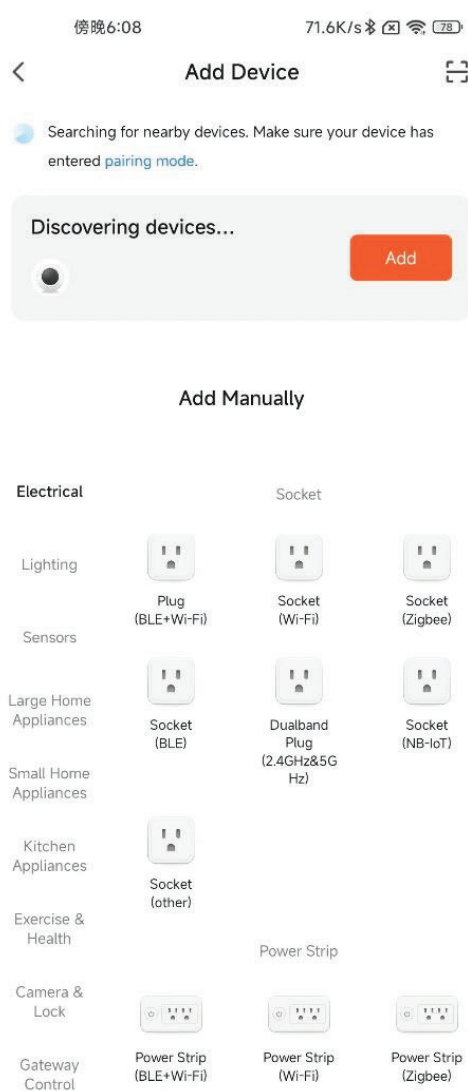 傍晚6:08 71.6K/s 78
Add Device
Searching for nearby devices. Make sure your device has
entered pairing mode.
Discovering devices...
Add
Add Manually
Electrical
Lighting
Sensors
Large Home
Appliances
Small Home
Appliances
Kitchen
Appliances
Exercise &
Health
Camera &
Lock
Gateway
Control
Socket
Plug
(BLE+Wi-Fi)
Socket
(Wi-Fi)
Socket
(Zigbee)
Socket
(BLE)
Dualband
Plug
(2.4GHz&5G
Hz)
Socket
(NB-IoT)
Socket
(other)
Power Strip
Power Strip
(BLE+Wi-Fi)
Power Strip
(Wi-Fi)
Power Strip
(Zigbee)